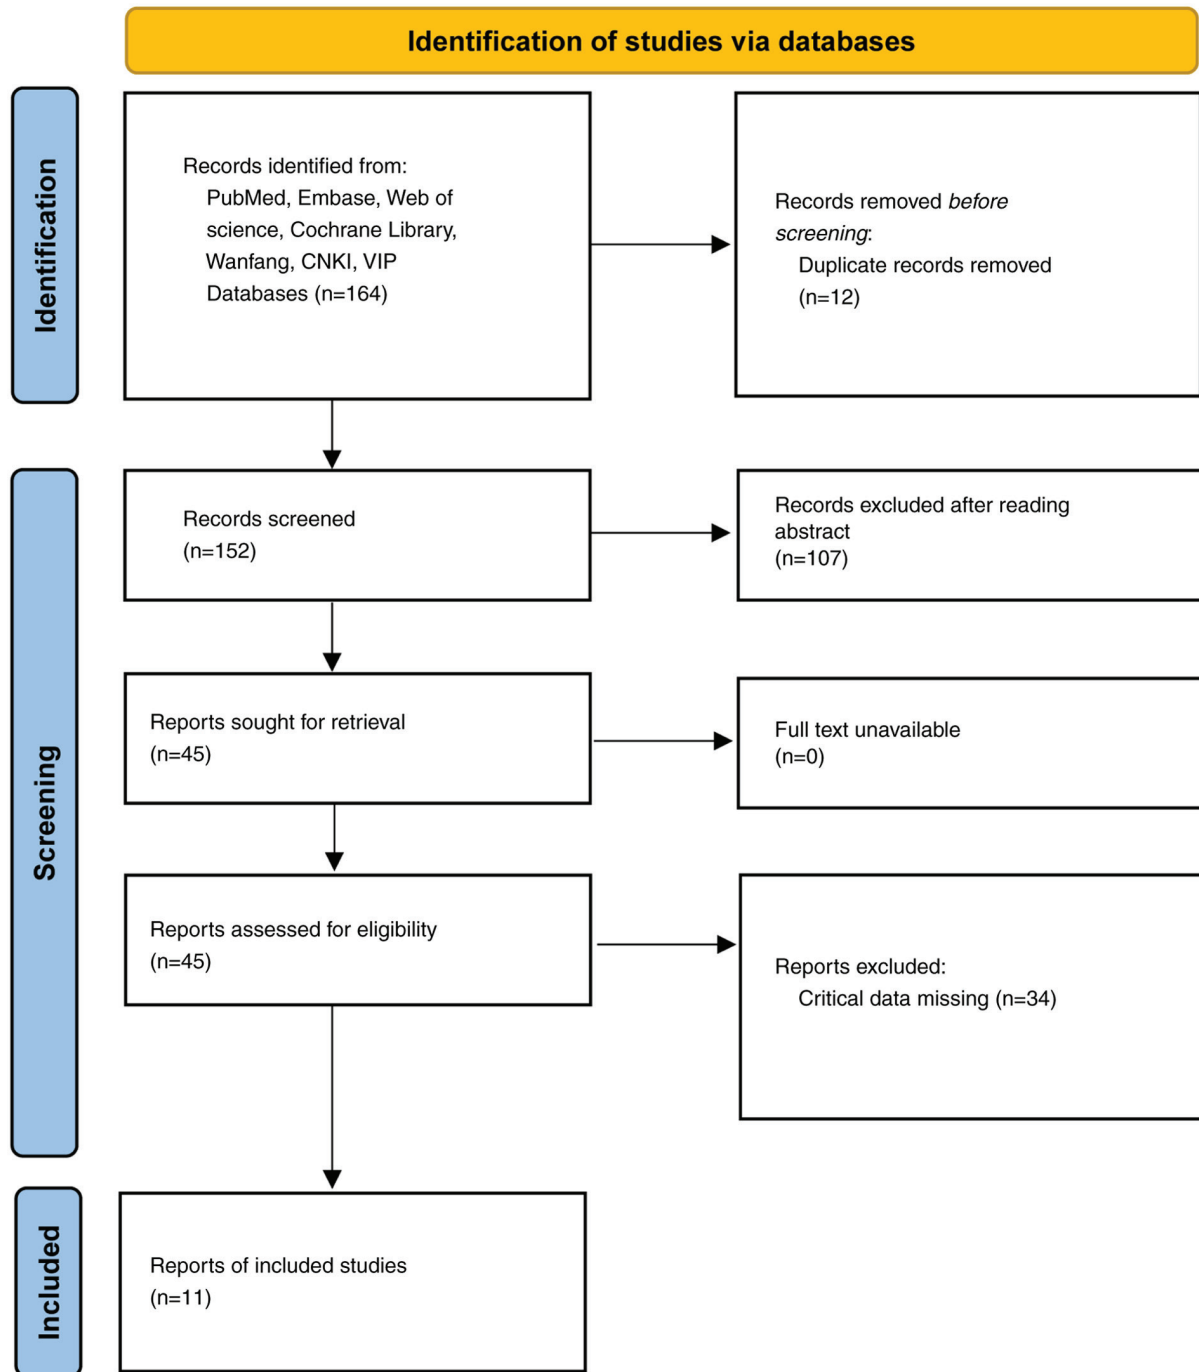 Identification of studies via databases
Identification
Records identified from:
PubMed, Embase, Web of
science, Cochrane Library,
Wanfang, CNKI, VIP
Databases (n=164)
Records removed before
screening:
Duplicate records removed
(n=12)
Screening
Records screened
(n=152)
Records excluded after reading
abstract
(n=107)
Reports sought for retrieval
(n=45)
Full text unavailable
(n=0)
Reports assessed for eligibility
(n=45)
Reports excluded:
Critical data missing (n=34)
Included
Reports of included studies
(n=11)